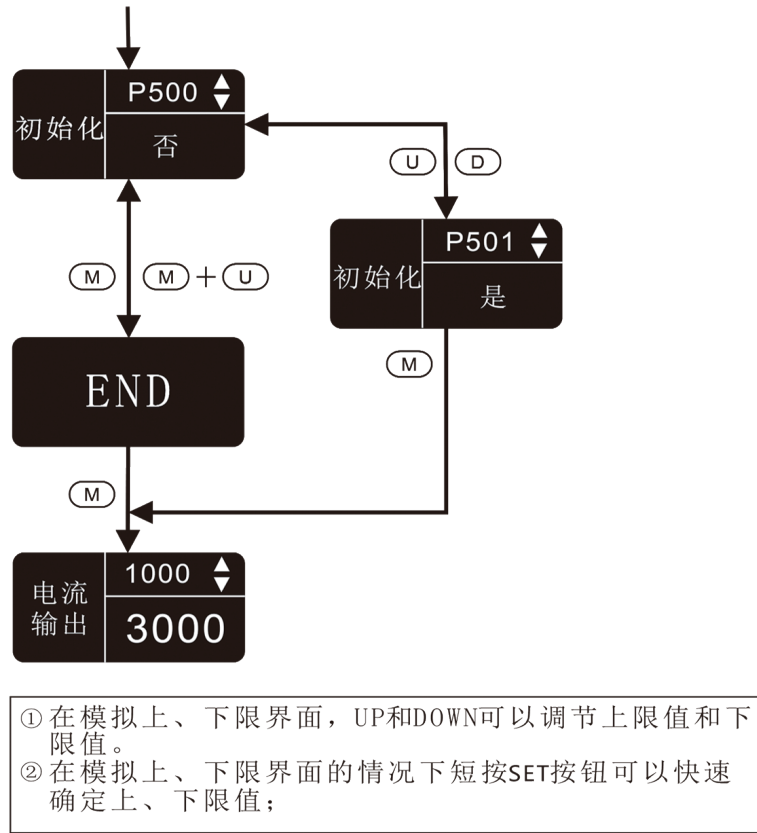 P500
初始化
否
U D
P501
初始化
是
M M+U
M
END
M
电流
输出
1000
3000
①在模拟上、下限界面，UP和DOWN可以调节上限值和下
限值。
②在模拟上、下限界面的情况下短按SET按钮可以快速
确定上、下限值；